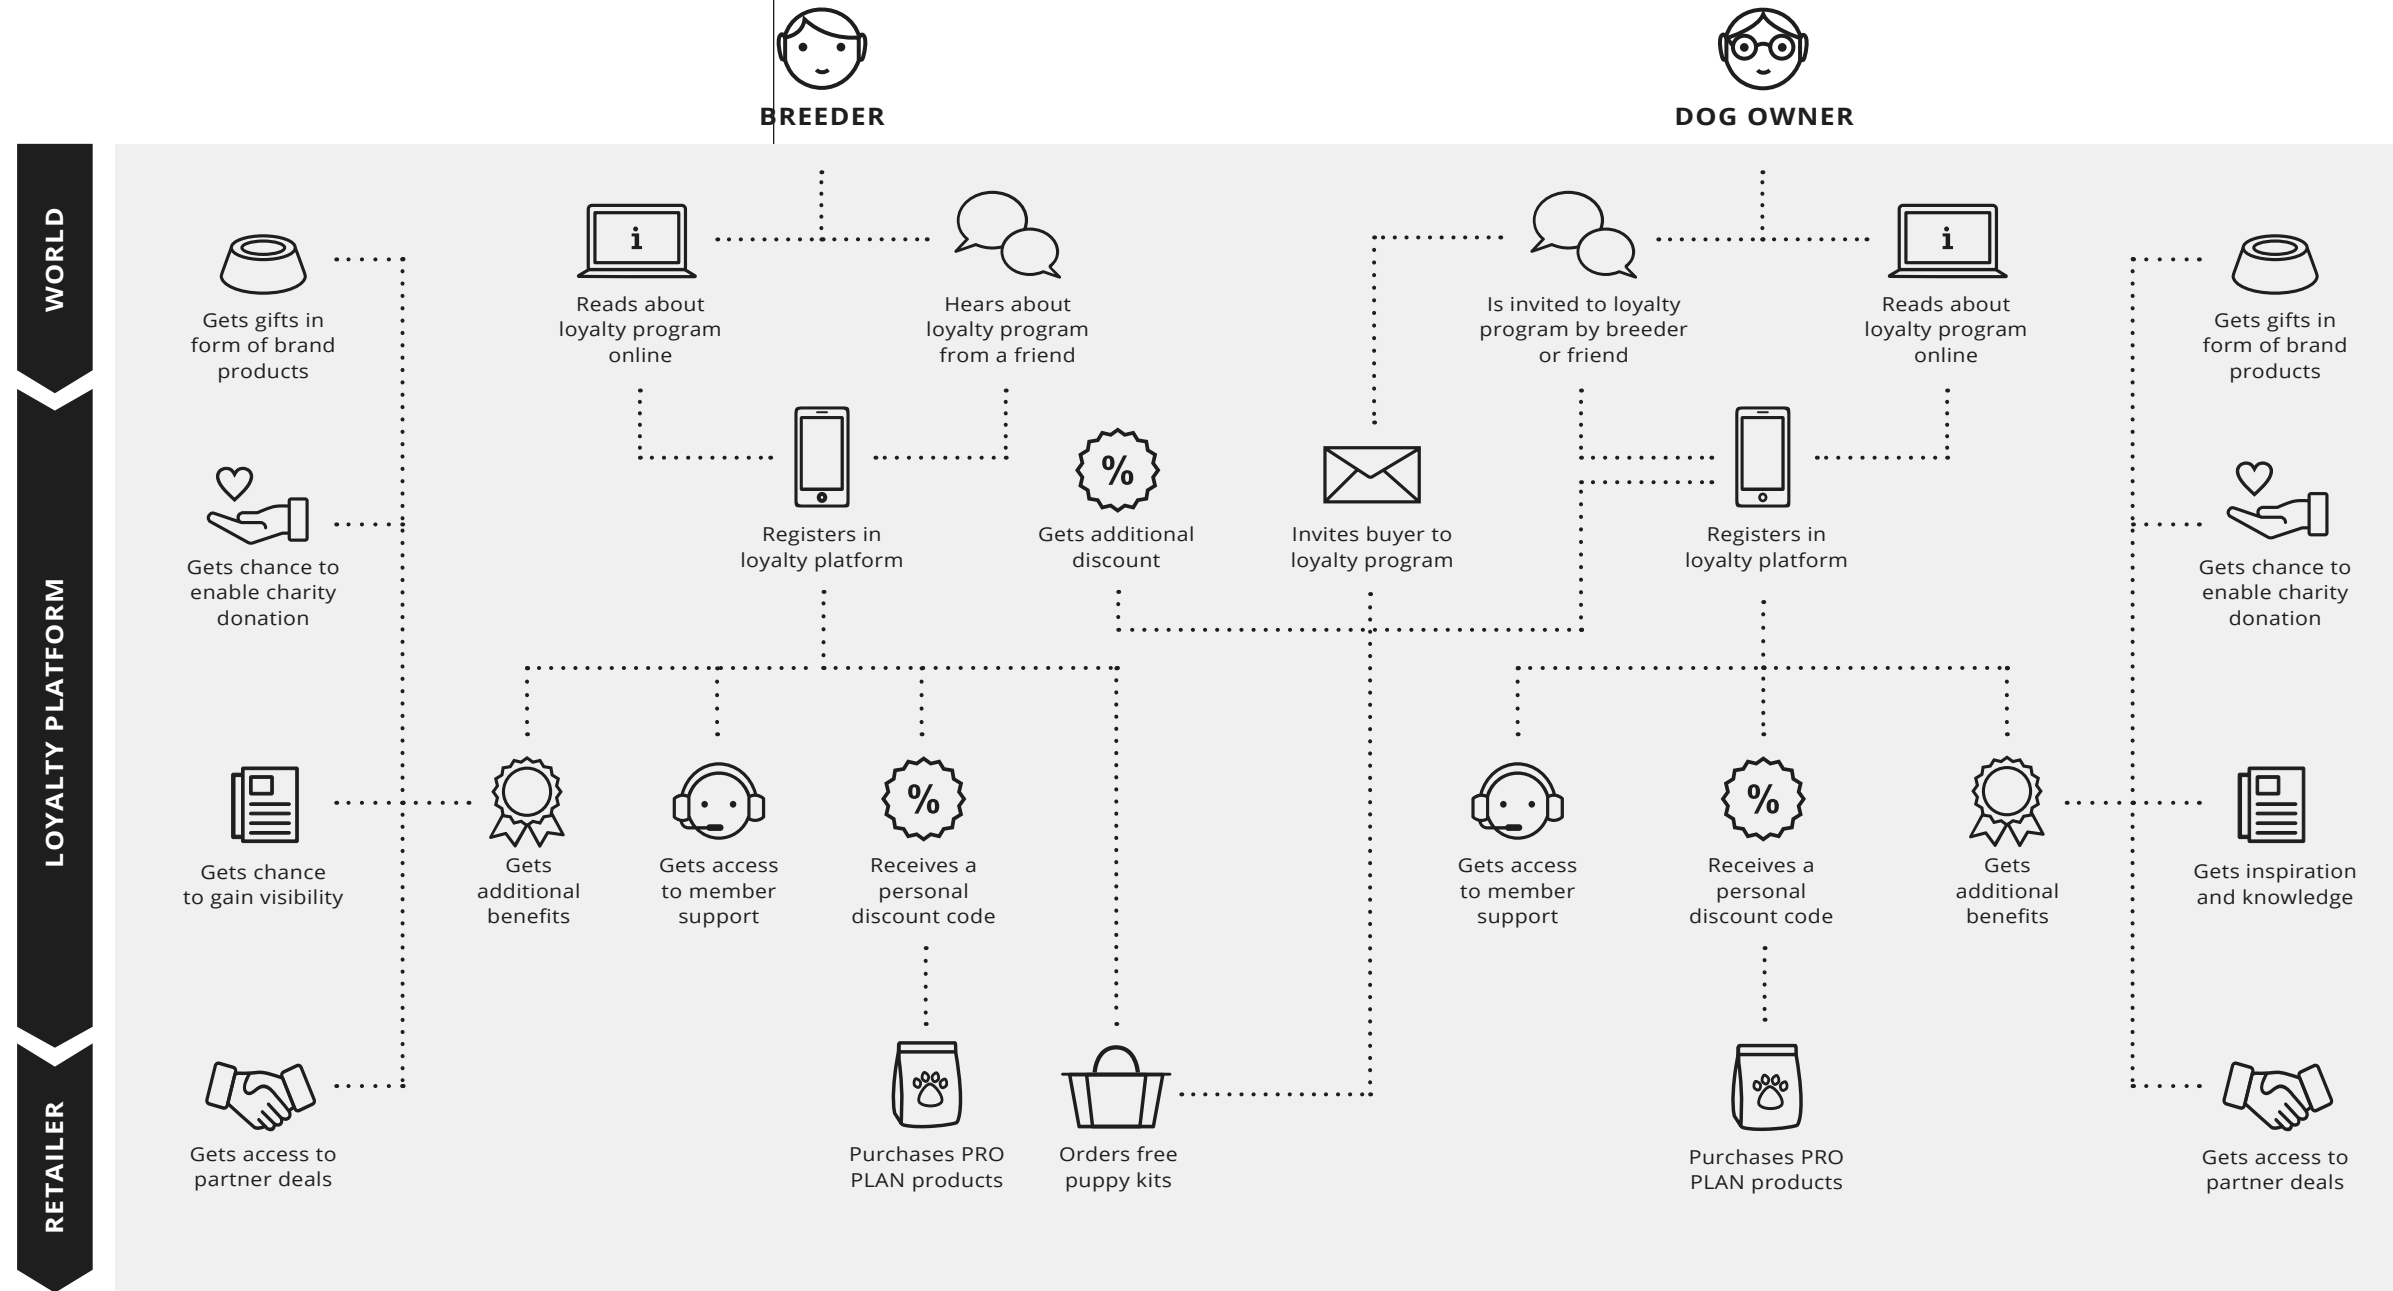 BREEDER
DOG OWNER
WORLD
LOYALTY PLATFORM
RETAILER
Gets gifts in
form of brand
products
i
Reads about
loyalty program
online
Hears about
loyalty program
from a friend
Is invited to loyalty
program by breeder
or friend
i
Reads about
loyalty program
online
Gets gifts in
form of brand
products
Gets chance to
enable charity
donation
Registers in
loyalty platform
%
Gets additional
discount
Invites buyer to
loyalty program
Registers in
loyalty platform
Gets chance to
enable charity
donation
Gets chance
to gain visibility
Gets
additional
benefits
Gets access
to member
support
%
Receives a
personal
discount code
Gets access
to member
support
%
Receives a
personal
discount code
Gets
additional
benefits
Gets inspiration
and knowledge
Gets access to
partner deals
Purchases PRO
PLAN products
Orders free
puppy kits
Purchases PRO
PLAN products
Gets access to
partner deals